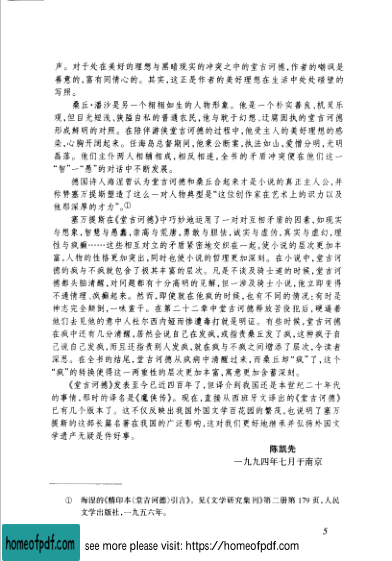 声。对于处在美好的理想与黑暗现实的冲突之中的堂吉诃德,作者的嘲讽是
善意的,富有同情心的。其实,这正是作者的美好理想在生活中处处碰壁的
写照。
桑丘·潘沙是另一个栩栩如生的人物形象。他是一个朴实善良,机灵乐
观,但目光短浅、狭隘自私的普通农民,他与耽于幻想、迂腐固执的堂吉诃德
形成鲜明的对照。在陪伴游侠堂吉诃德的过程中,他受主人的美好理想的感
染,心胸开阔起来。任海岛总督期间,他秉公断案,执法如山,爱憎分明,光明
磊落。他们主仆两人相辅相成,相反相连,全书的矛盾冲突便在他们这一
“智”一“愚”的对话中不断发展。
德国诗人海涅曾认为堂吉诃德和桑丘合起来才是小说的真正主人公,并
称赞塞万提斯塑造了这么一对人物典型是“这位创作家在艺术上的识力以及
他那深厚的才力”。①
塞万提斯在《堂吉诃德》中巧妙地运用了一对对互相矛盾的因素,如现实
与想象,智慧与愚蠢,崇高与荒唐,勇敢与胆怯,诚实与虚伪,真实与虚幻,理
性与疯癫……这些相互对立的矛盾紧密地交织在一起,使小说的层次更加丰
富,人物的性格更加突出,同时也使小说的哲理更加深刻。在小说中,堂吉诃
德的疯与不疯就包含了极其丰富的层次。凡是不谈及骑士道的时候,堂吉诃
德都头脑清醒,对问题都有十分高明的见解,但一涉及骑士小说,他立即变得
不通情理、疯癫起来。然而,即使就在他疯的时候,也有不同的情况:有时是
神志完全颠倒,一味蛮干。在第二十二章中堂吉诃德释放苦役犯后,硬逼着
他们去见他的意中人杜尔西内娅而惨遭毒打就是明证。有些时候,堂吉诃德
在疯中还有几分清醒,居然会说自己在发疯,或指责桑丘发了疯,这种疯子自
己说自己发疯,而且还指责别人发疯,就在疯与不疯之间增添了层次,令读者
深思。在全书的结尾,堂吉诃德从疯病中清醒过来,而桑丘却“疯”了,这个
“疯”的转换使得这一两重性的层次更加丰富,寓意更加含蓄深刻。
《堂吉诃德》发表至今已近四百年了,但译介到我国还是本世纪二十年代
的事情,那时的译名是《魔侠传》。现在,直接从西班牙文译出的《堂吉诃德》
已有几个版本了。这不仅反映出我国外国文学百花园的繁茂,也说明了塞万
提斯的这部长篇名著在我国的广泛影响,这对我们更好地继承并弘扬外国文
学遗产无疑是件好事。
陈凯先
一九九四年七月于南京
① 海涅的《精印本〈堂吉诃德〉引言》。见《文学研究集刊》第二册第 179 页,人民
文学出版社,一九五六年。
5
homeofpdf.com see more please visit: https://homeofpdf.com